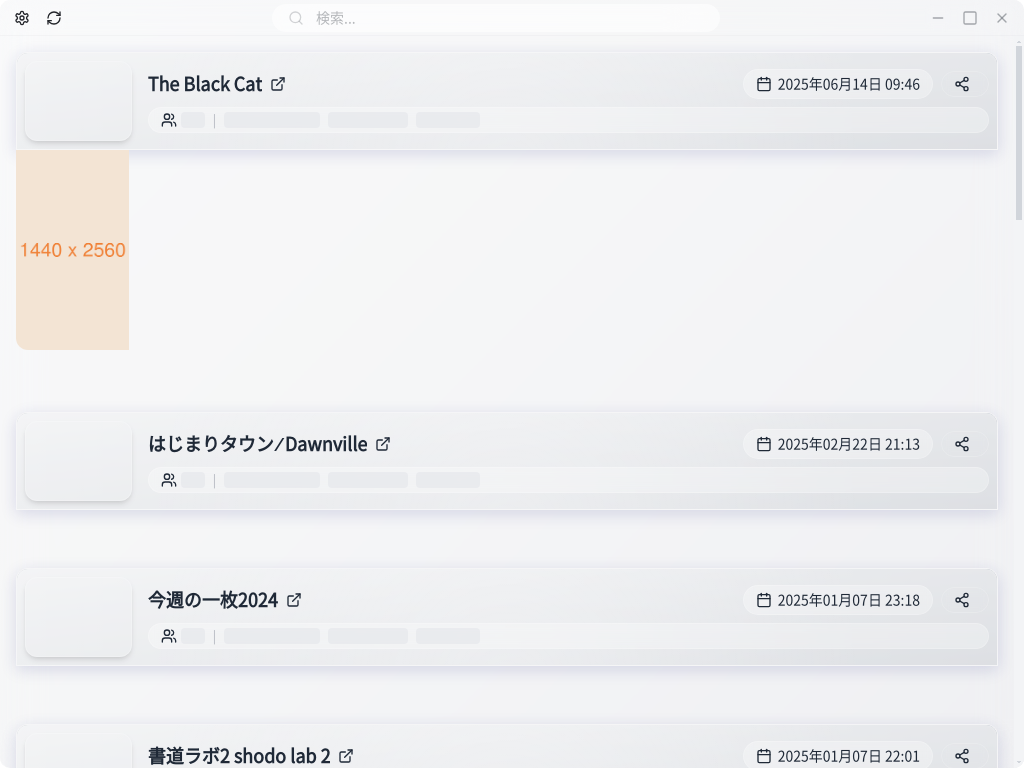 検索...
The Black Cat
2025年06月14日 09:46
1440 x 2560
はじまりタウン⁄Dawnville
2025年02月22日 21:13
今週の一枚2024
2025年01月07日 23:18
書道ラボ2 shodo lab 2
2025年01月07日 22:01